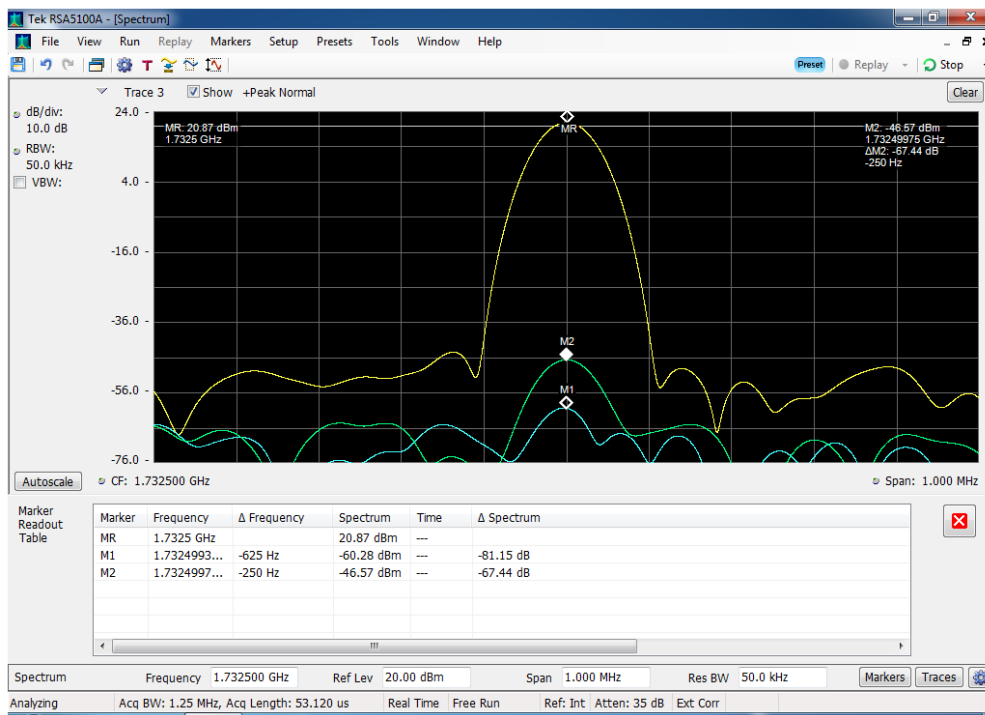 Tek RSA5100A - [Spectrum]
File View Run Replay Markers Setup Presets Tools Window Help
T Preset Replay Stop
Trace 3 Show +Peak Normal Clear
dB/div:
10.0 dB
RBW:
50.0 kHz
VBW:
24.0 -
4.0 -
-16.0 -
-36.0 -
-56.0 -
-76.0 -
MR: 20.87 dBm
1.7325 GHz
MR
M2: -46.57 dBm
1.73249975 GHz
ΔM2: -67.44 dB
-250 Hz
M2
M1
Autoscale CF: 1.732500 GHz Span: 1.000 MHz
Marker
Readout
Table
Marker Frequency Δ Frequency Spectrum Time Δ Spectrum
MR 1.7325 GHz 20.87 dBm ---
M1 1.7324993... -625 Hz -60.28 dBm --- -81.15 dB
M2 1.7324997... -250 Hz -46.57 dBm --- -67.44 dB
Spectrum Frequency 1.732500 GHz Ref Lev 20.00 dBm Span 1.000 MHz Res BW 50.0 kHz Markers Traces
Analyzing Acq BW: 1.25 MHz, Acq Length: 53.120 us Real Time Free Run Ref: Int Atten: 35 dB Ext Corr